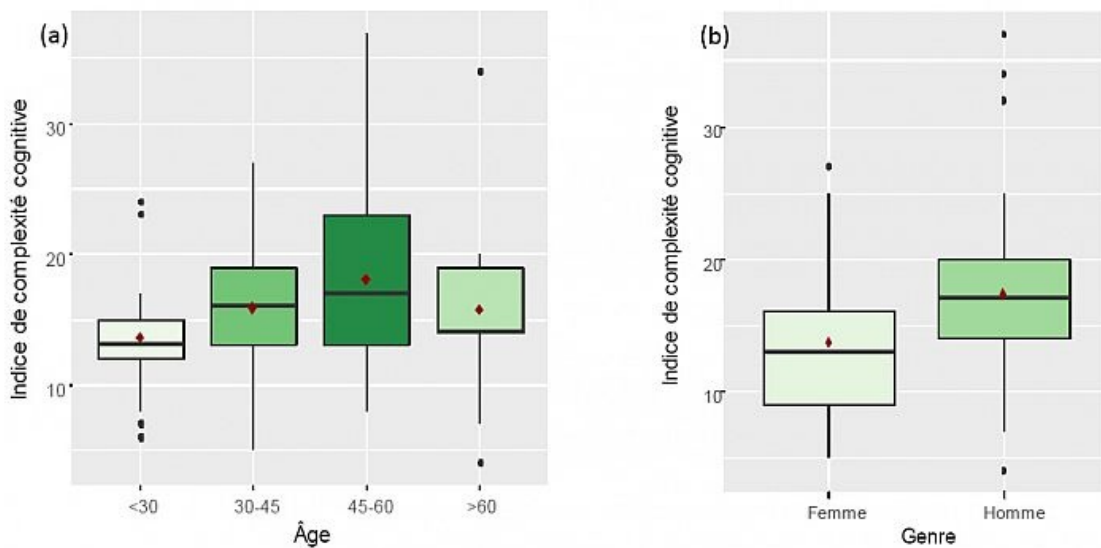 (a)
Indice de complexité cognitive
30
20
10
<30 30-45 45-60 >60
Âge
(b)
Indice de complexité cognitive
30
20
10
Femme Homme
Genre